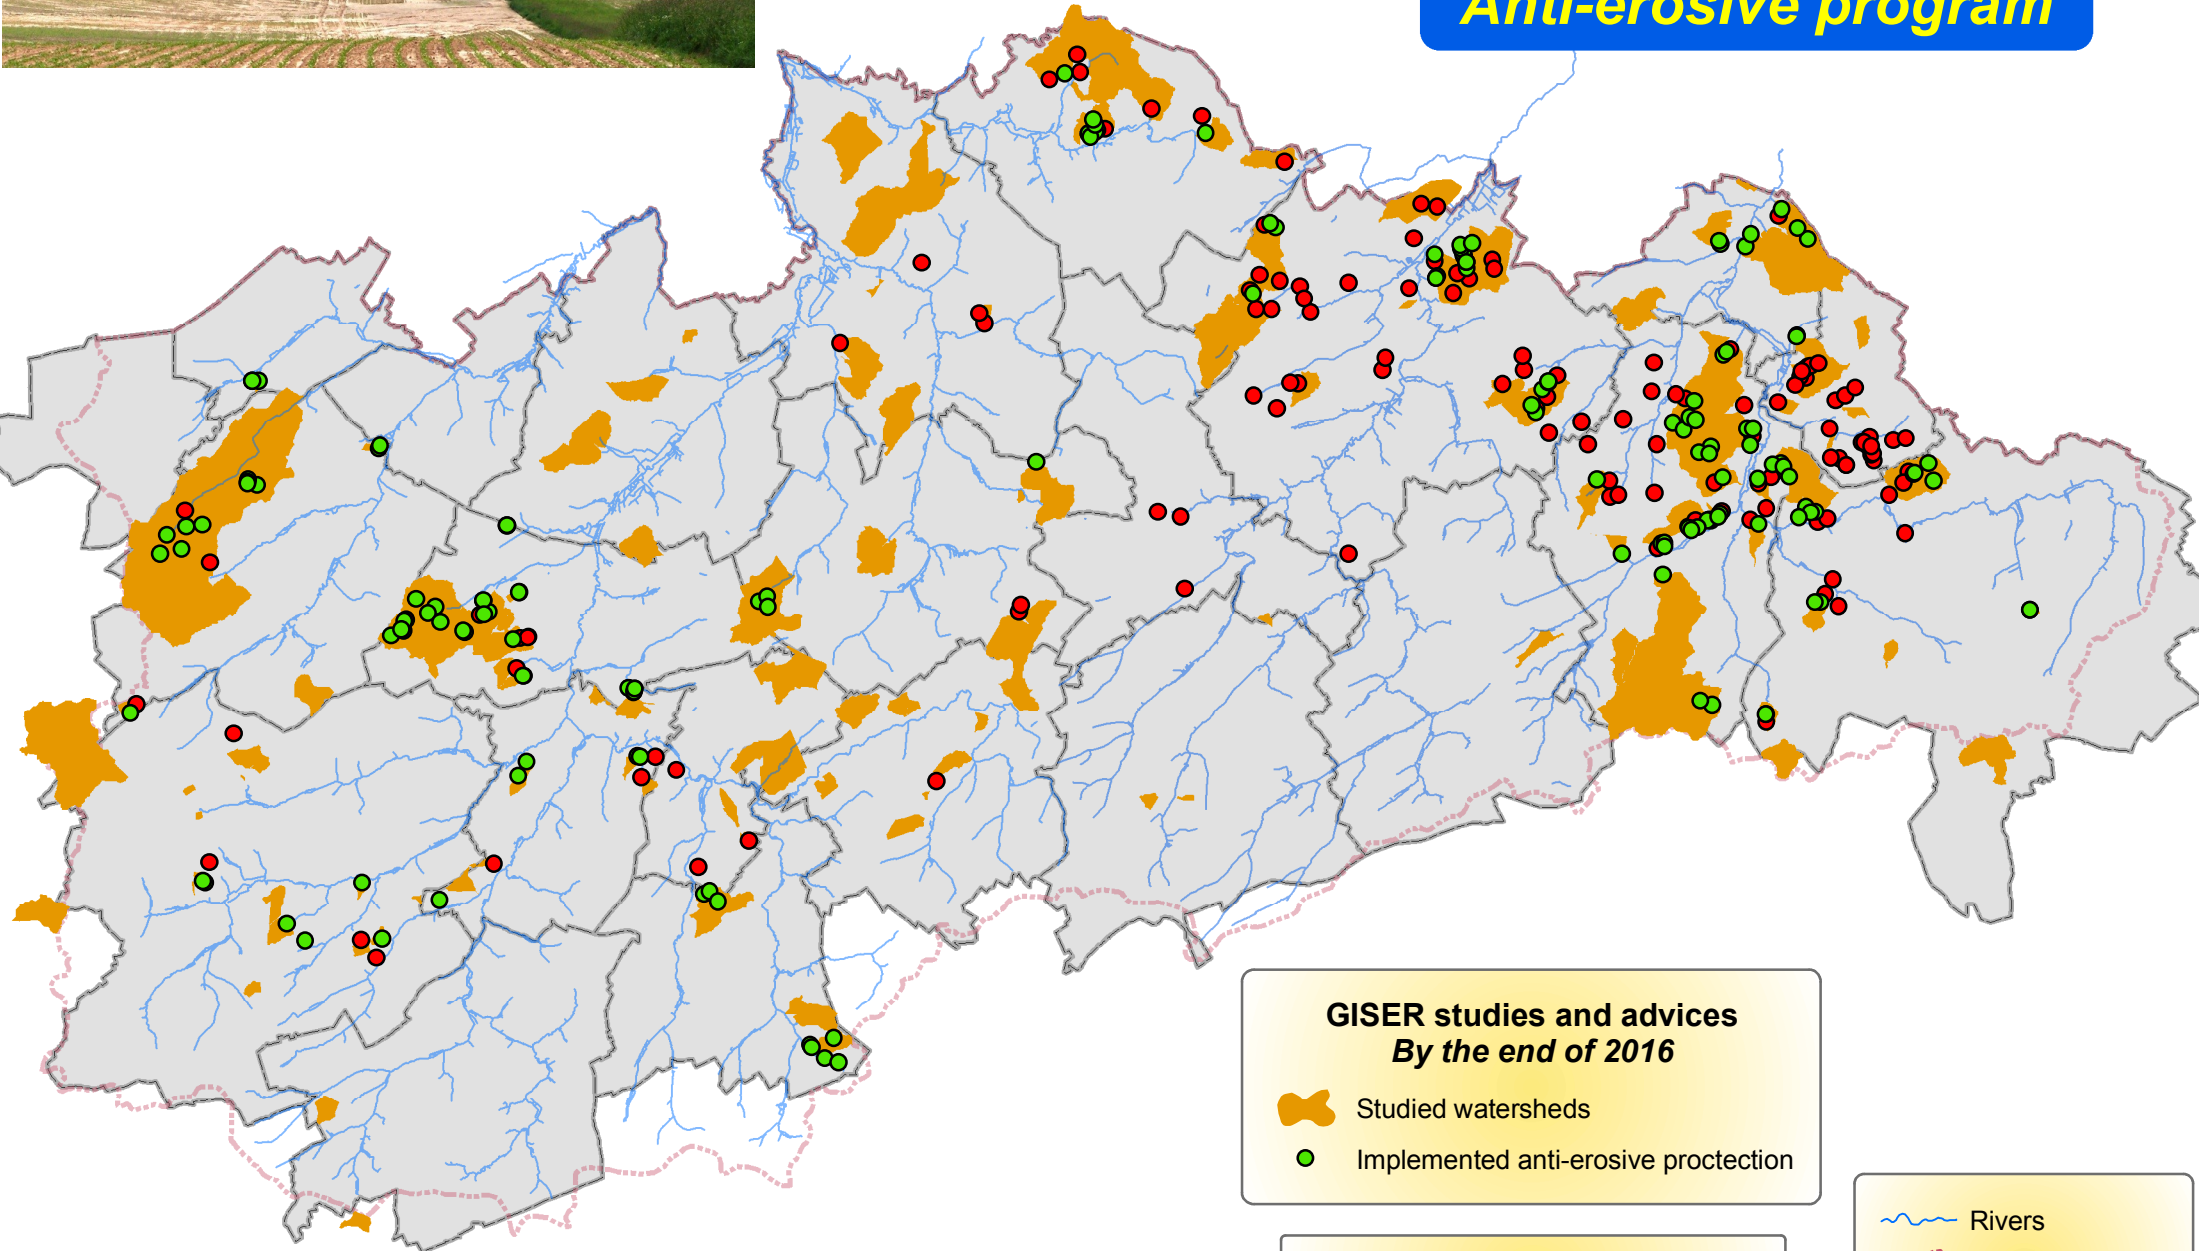 Anti-erosive program
GISER studies and advices
By the end of 2016
Studied watersheds
Implemented anti-erosive proctection
Rivers